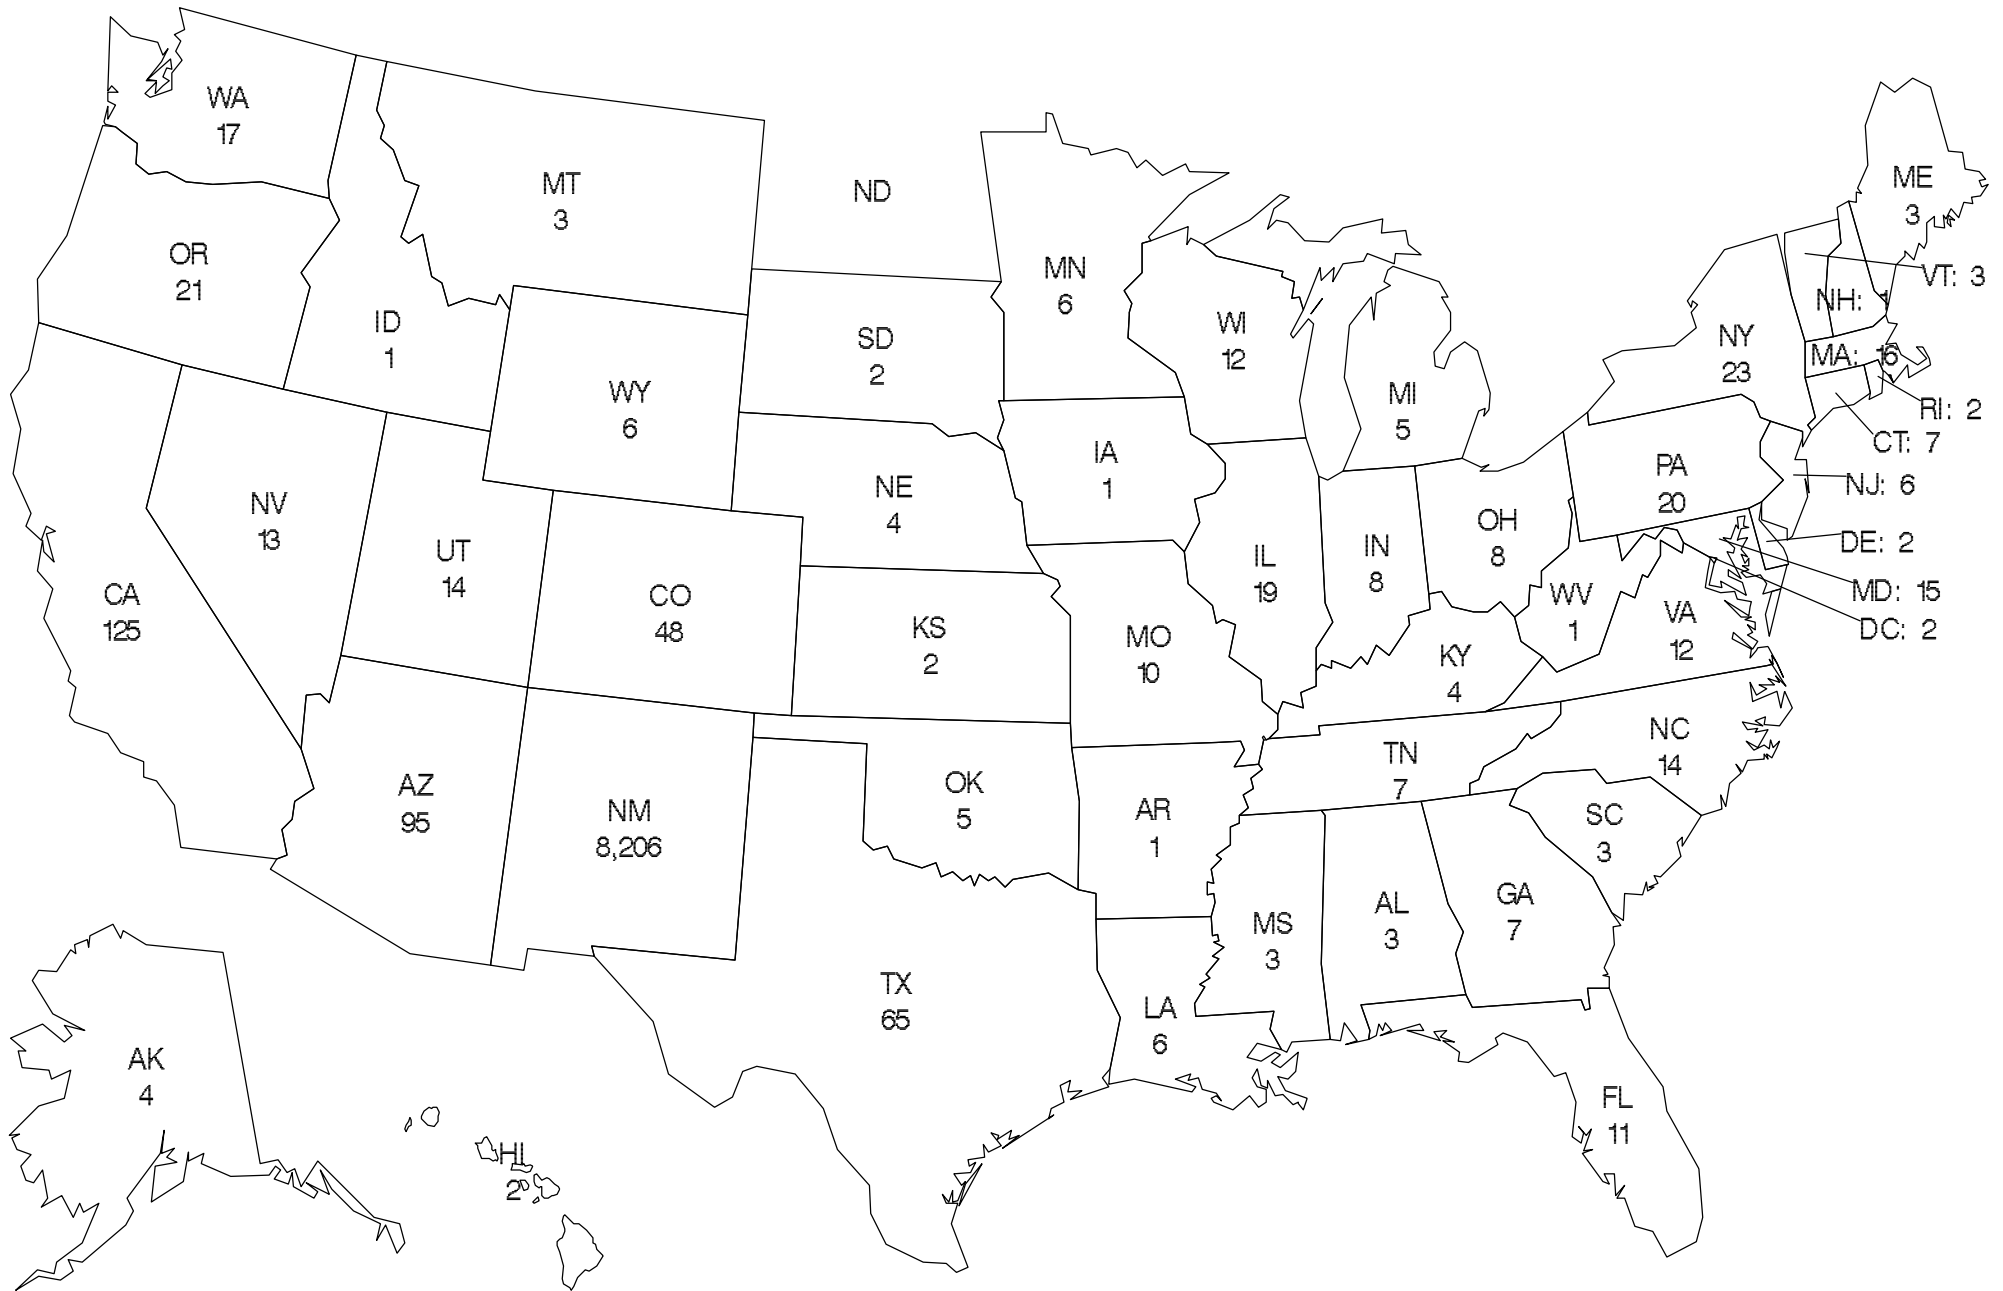 WA
17
MT
3
ND
ME
3
OR
21
MN
6
VT: 3
ID
1
NH: 1
WI
12
SD
2
NY
23
MA: 16
WY
6
MI
5
RI: 2
CT: 7
IA
1
PA
20
NJ: 6
NV
13
NE
4
OH
8
UT
14
IN
8
DE: 2
IL
19
CA
125
CO
48
WV
1
MD: 15
VA
12
DC: 2
KS
2
MO
10
KY
4
NC
14
TN
7
AZ
95
NM
8,206
OK
5
AR
1
SC
3
GA
7
AL
3
MS
3
TX
65
LA
6
AK
4
FL
11
HI
2